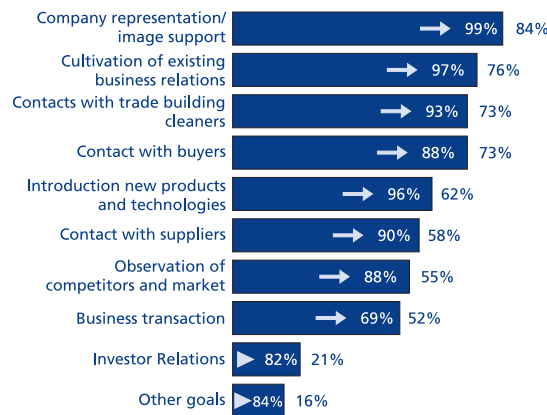 Company representation/
image support 99% 84%
Cultivation of existing
business relations 97% 76%
Contacts with trade building
cleaners 93% 73%
Contact with buyers 88% 73%
Introduction new products
and technologies 96% 62%
Contact with suppliers 90% 58%
Observation of
competitors and market 88% 55%
Business transaction 69% 52%
Investor Relations 82% 21%
Other goals 84% 16%